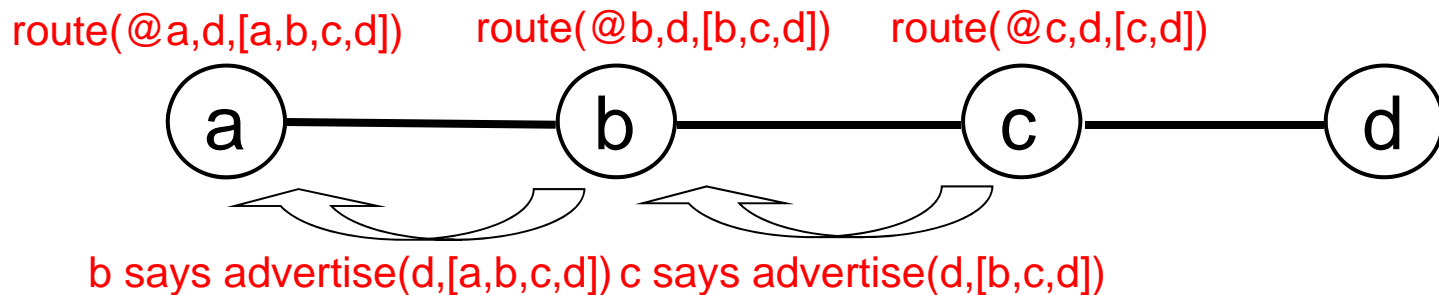 route(@a,d,[a,b,c,d]) route(@b,d,[b,c,d]) route(@c,d,[c,d])
a b c d
b says advertise(d,[a,b,c,d]) c says advertise(d,[b,c,d])